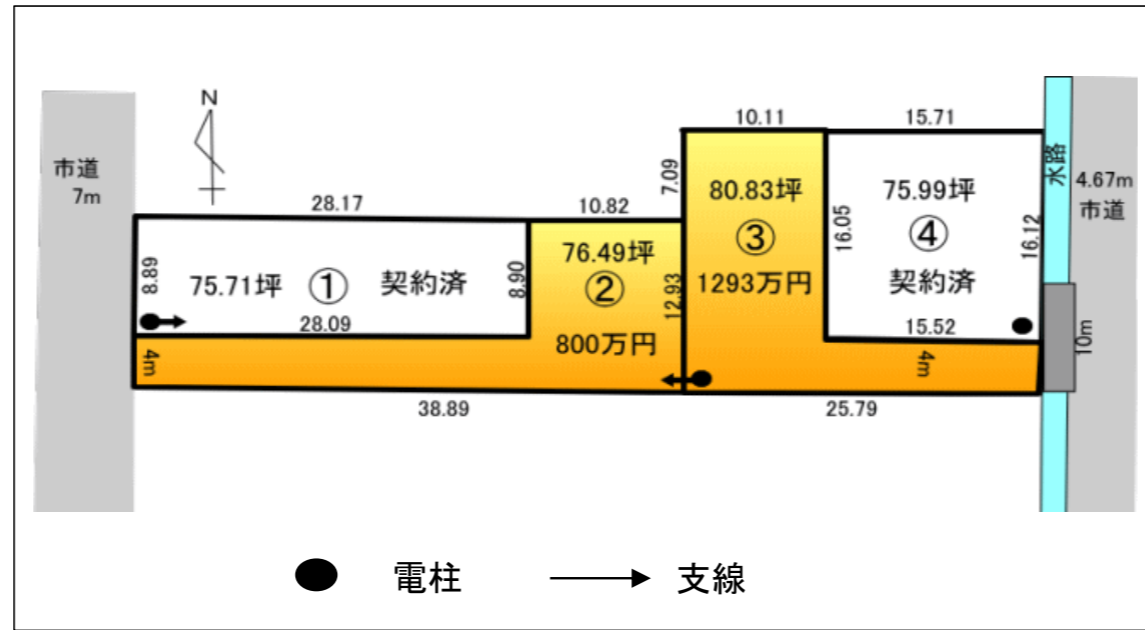 N
市道
7m
28.17
8.89
75.71坪 ① 契約済
28.09
8.90
4m
38.89
10.82
76.49坪
②
800万円
12.93
7.09
10.11
80.83坪
③
1293万円
16.05
15.71
75.99坪
④
契約済
16.12
15.52
4m
25.79
水路
4.67m
市道
10m
電柱
支線